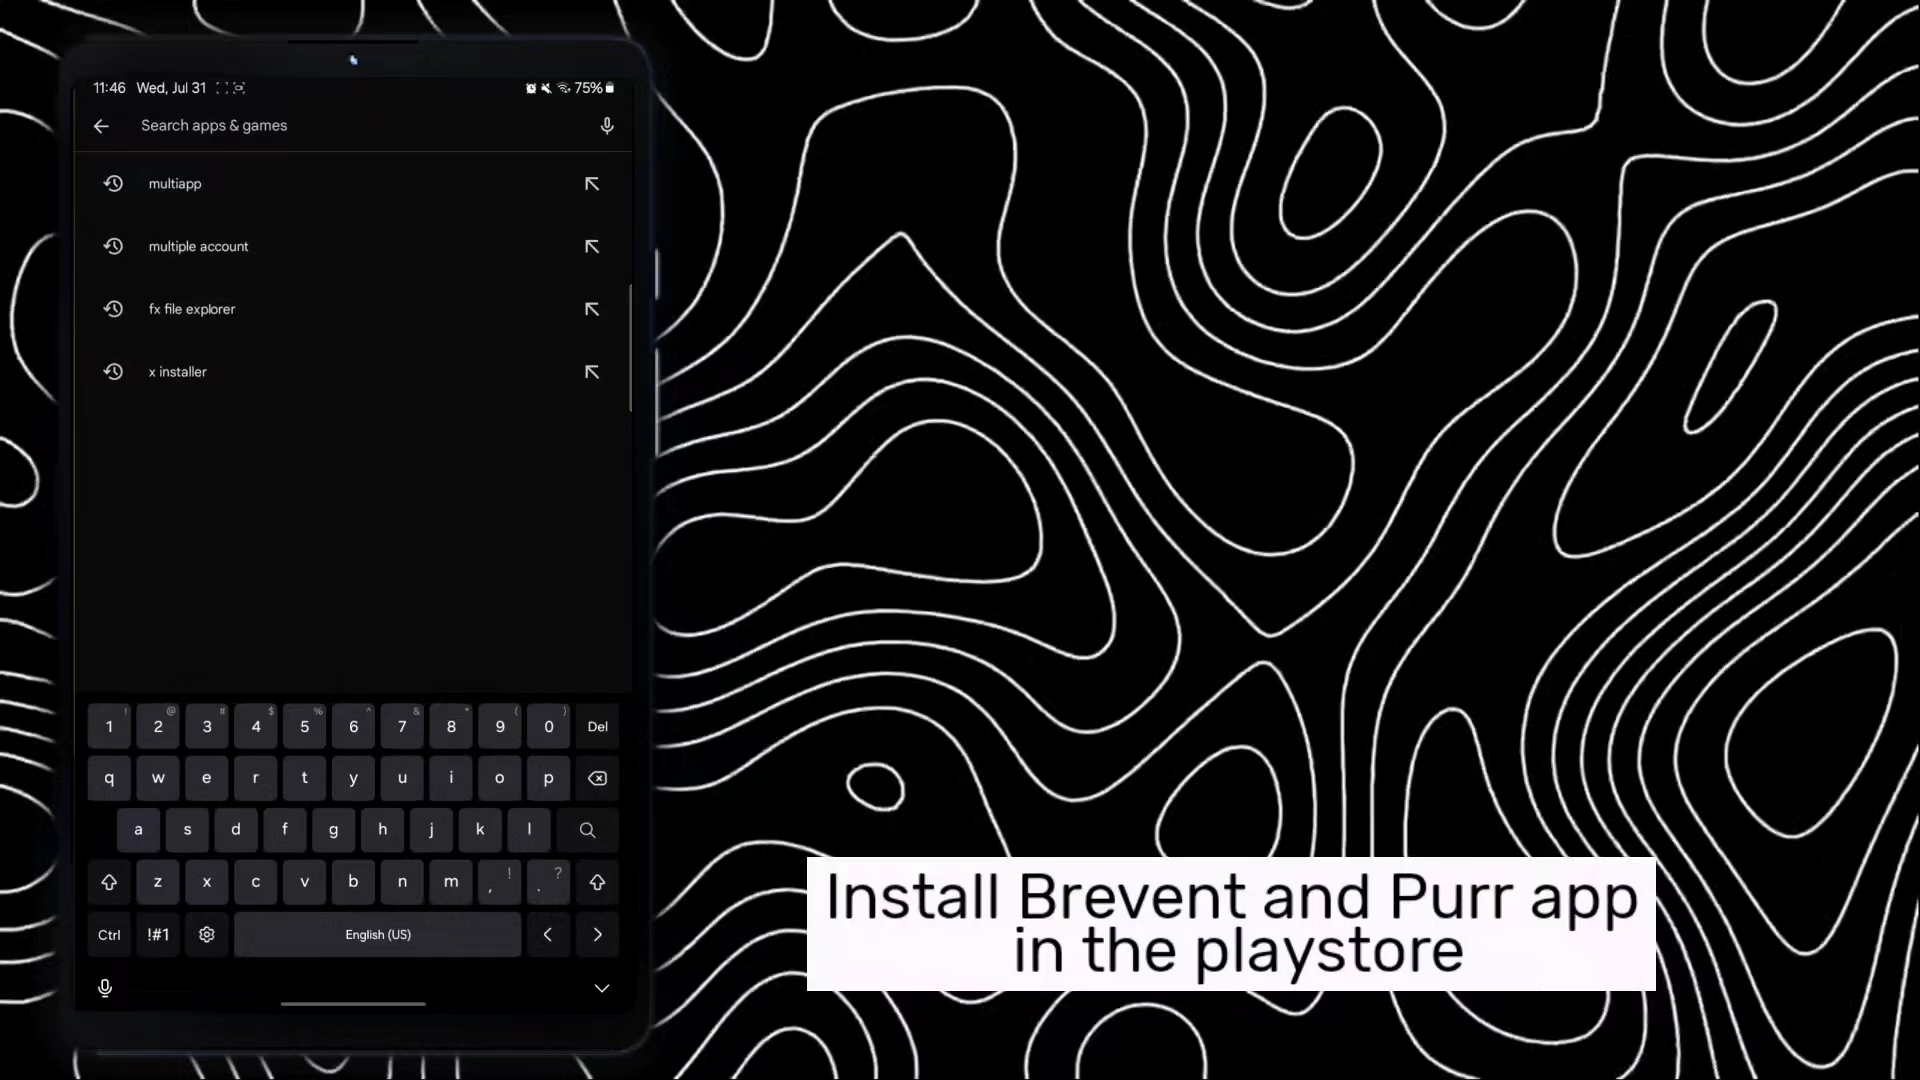 11:46 Wed, Jul 31 75%
Search apps & games
multiapp
multiple account
fx file explorer
x installer
! @ # $ % ^ & * ( )
1 2 3 4 5 6 7 8 9 0 Del
q w e r t y u i o p
a s d f g h j k l
z x c v b n m , ! . ?
Ctrl !#1 English (US) < >
Install Brevent and Purr app
in the playstore